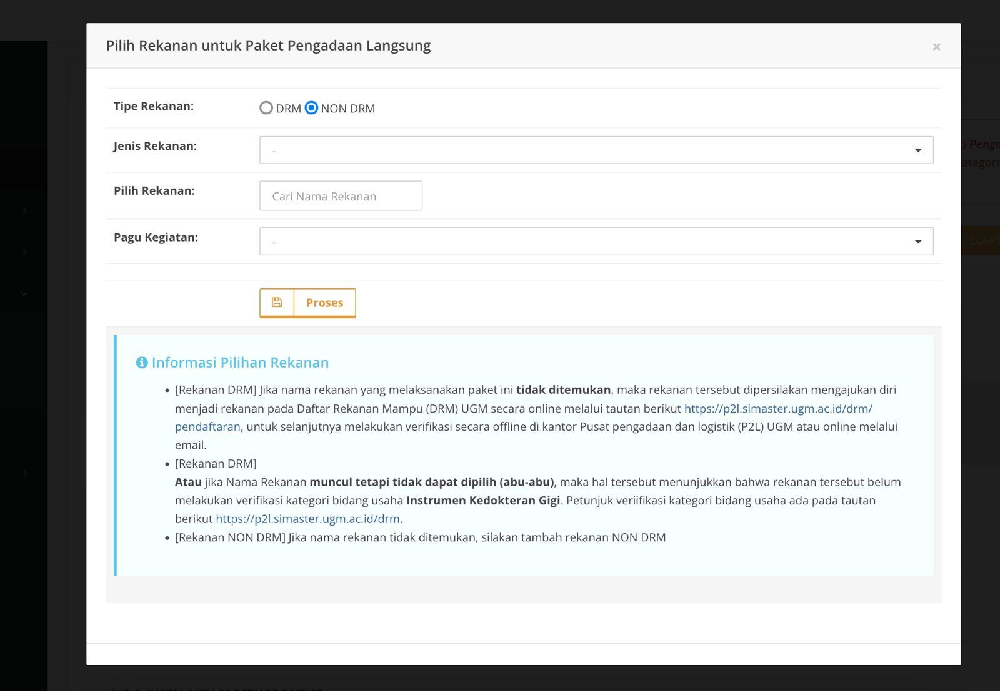 Pilih Rekanan untuk Paket Pengadaan Langsung
×
Tipe Rekanan:
DRM NON DRM
Jenis Rekanan:
-
Pilih Rekanan:
Cari Nama Rekanan
Pagu Kegiatan:
-
Proses
Informasi Pilihan Rekanan
• [Rekanan DRM] Jika nama rekanan yang melaksanakan paket ini tidak ditemukan, maka rekanan tersebut dipersilakan mengajukan diri
menjadi rekanan pada Daftar Rekanan Mampu (DRM) UGM secara online melalui tautan berikut https://p2l.simaster.ugm.ac.id/drm/
pendaftaran, untuk selanjutnya melakukan verifikasi secara offline di kantor Pusat pengadaan dan logistik (P2L) UGM atau online melalui
email.
• [Rekanan DRM]
Atau jika Nama Rekanan muncul tetapi tidak dapat dipilih (abu-abu), maka hal tersebut menunjukkan bahwa rekanan tersebut belum
melakukan verifikasi kategori bidang usaha Instrumen Kedokteran Gigi. Petunjuk veriifikasi kategori bidang usaha ada pada tautan
berikut https://p2l.simaster.ugm.ac.id/drm.
• [Rekanan NON DRM] Jika nama rekanan tidak ditemukan, silakan tambah rekanan NON DRM